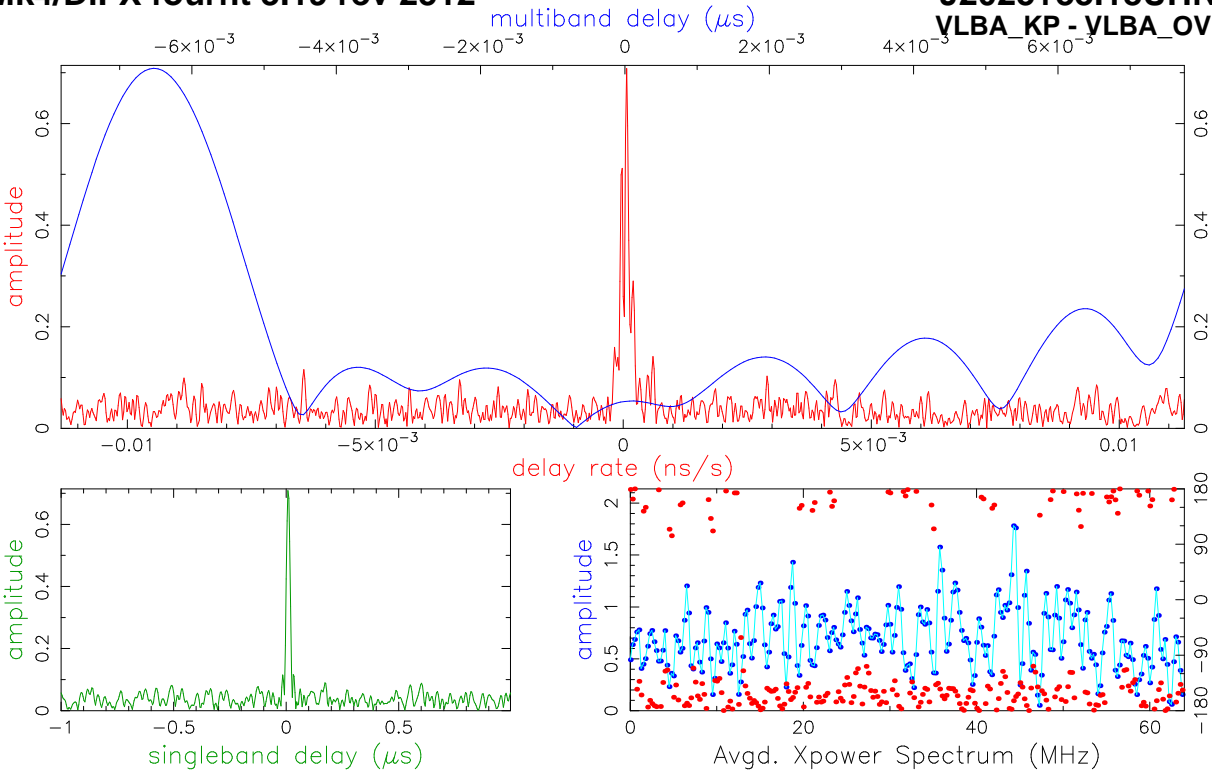 multiband delay (μs)
VLBA_KP - VLBA_OV
−6×10⁻³ −4×10⁻³ −2×10⁻³ 0 2×10⁻³ 4×10⁻³ 6×10⁻³
amplitude
0 0.2 0.4 0.6
0 0.2 0.4 0.6
−0.01 −5×10⁻³ 0 5×10⁻³ 0.01
delay rate (ns/s)
amplitude
0 0.2 0.4 0.6
−1 −0.5 0 0.5
singleband delay (μs)
amplitude
0 0.5 1 1.5 2
−180 −90 0 90 180
0 20 40 60
Avgd. Xpower Spectrum (MHz)